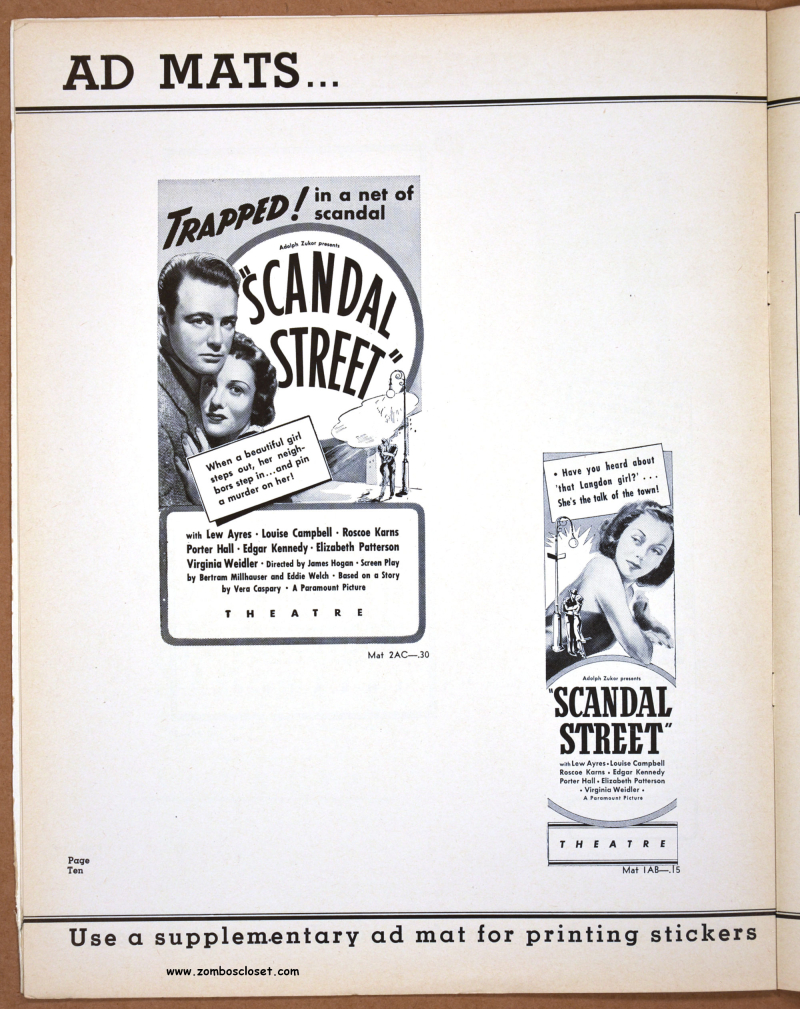 AD MATS...
TRAPPED! in a net of
scandal
Adolph Zukor presents
"SCANDAL
STREET"
When a beautiful girl
steps out, her neigh-
bors step in...and pin
a murder on her!
with Lew Ayres · Louise Campbell · Roscoe Karns
Porter Hall · Edgar Kennedy · Elizabeth Patterson
Virginia Weidler · Directed by James Hogan · Screen Play
by Bertram Millhauser and Eddie Welch · Based on a Story
by Vera Caspary · A Paramount Picture
THEATRE
Mat 2AC—.30
• Have you heard about
'that Langdon girl?' . . .
She's the talk of the town!
Adolph Zukor presents
"SCANDAL
STREET"
with Lew Ayres • Louise Campbell
Roscoe Karns • Edgar Kennedy
Porter Hall • Elizabeth Patterson
• Virginia Weidler •
A Paramount Picture
THEATRE
Mat 1AB—.15
Page
Ten
Use a supplementary ad mat for printing stickers
www.zomboscloset.com